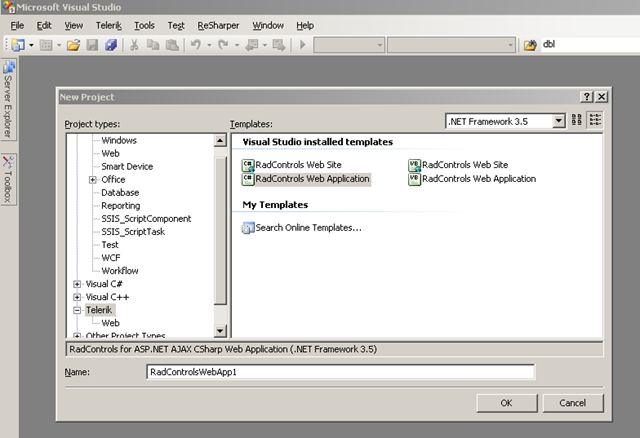 Microsoft Visual Studio
File Edit View Telerik Tools Test ReSharper Window Help
dbl
Server Explorer
Toolbox
New Project
Project types:
Templates:
.NET Framework 3.5
Windows
Web
Smart Device
Office
Database
Reporting
SSIS_ScriptComponent
SSIS_ScriptTask
Test
WCF
Workflow
Visual C#
Visual C++
Telerik
Web
Other Project Types
Visual Studio installed templates
RadControls Web Site
RadControls Web Site
RadControls Web Application
RadControls Web Application
My Templates
Search Online Templates...
RadControls for ASP.NET AJAX CSharp Web Application (.NET Framework 3.5)
Name:
RadControlsWebApp1
OK
Cancel